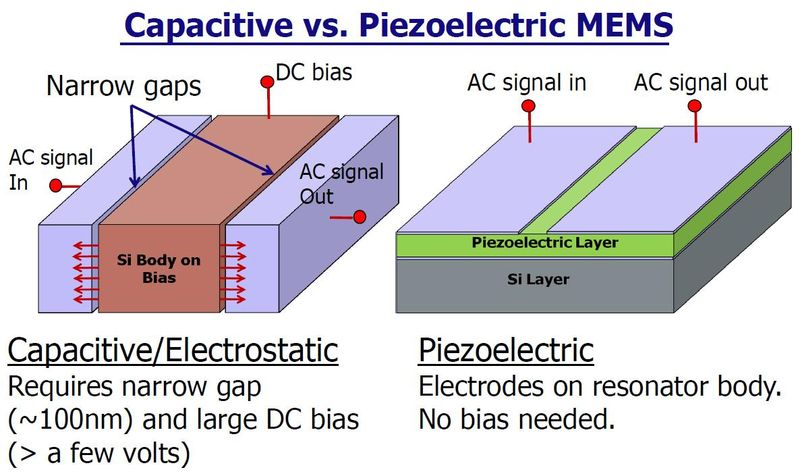 Capacitive vs. Piezoelectric MEMS
Narrow gaps
DC bias
AC signal
In
AC signal
Out
Si Body on
Bias
AC signal in
AC signal out
Piezoelectric Layer
Si Layer
Capacitive/Electrostatic
Requires narrow gap
(~100nm) and large DC bias
(> a few volts)
Piezoelectric
Electrodes on resonator body.
No bias needed.